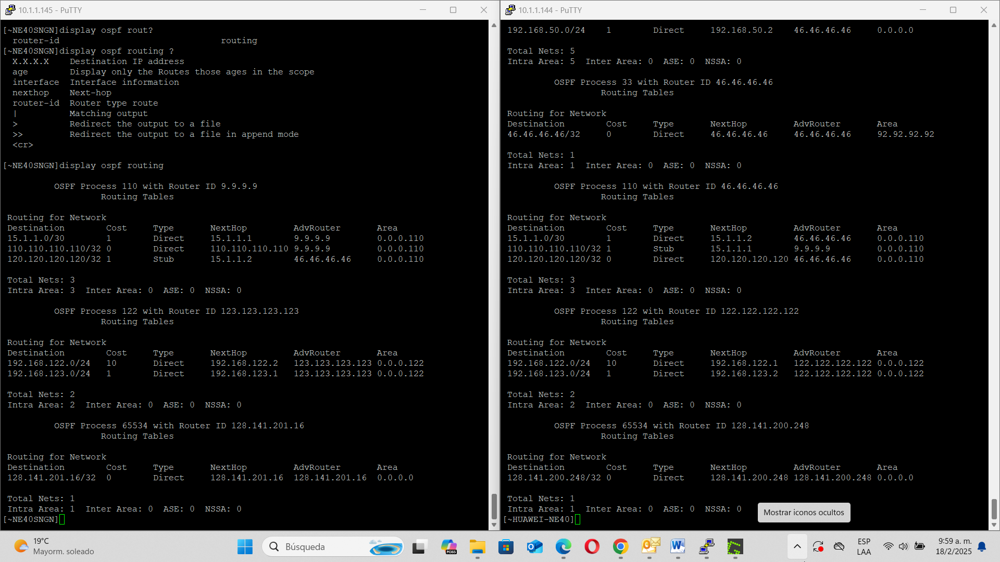 10.1.1.145 - PuTTY
[~NE40SNGN]display ospf rout?
router-id routing
[~NE40SNGN]display ospf routing ?
X.X.X.X Destination IP address
age Display only the Routes those ages in the scope
interface Interface information
nexthop Next-hop
router-id Router type route
| Matching output
> Redirect the output to a file
>> Redirect the output to a file in append mode
<cr>
[~NE40SNGN]display ospf routing
OSPF Process 110 with Router ID 9.9.9.9
Routing Tables
Routing for Network
Destination Cost Type NextHop AdvRouter Area
15.1.1.0/30 1 Direct 15.1.1.1 9.9.9.9 0.0.0.110
110.110.110.110/32 0 Direct 110.110.110.110 9.9.9.9 0.0.0.110
120.120.120.120/32 1 Stub 15.1.1.2 46.46.46.46 0.0.0.110
Total Nets: 3
Intra Area: 3 Inter Area: 0 ASE: 0 NSSA: 0
OSPF Process 122 with Router ID 123.123.123.123
Routing Tables
Routing for Network
Destination Cost Type NextHop AdvRouter Area
192.168.122.0/24 10 Direct 192.168.122.2 123.123.123.123 0.0.0.122
192.168.123.0/24 1 Direct 192.168.123.1 123.123.123.123 0.0.0.122
Total Nets: 2
Intra Area: 2 Inter Area: 0 ASE: 0 NSSA: 0
OSPF Process 65534 with Router ID 128.141.201.16
Routing Tables
Routing for Network
Destination Cost Type NextHop AdvRouter Area
128.141.201.16/32 0 Direct 128.141.201.16 128.141.201.16 0.0.0.0
Total Nets: 1
Intra Area: 1 Inter Area: 0 ASE: 0 NSSA: 0
[~NE40SNGN]
10.1.1.144 - PuTTY
192.168.50.0/24 1 Direct 192.168.50.2 46.46.46.46 0.0.0.0
Total Nets: 5
Intra Area: 5 Inter Area: 0 ASE: 0 NSSA: 0
OSPF Process 33 with Router ID 46.46.46.46
Routing Tables
Routing for Network
Destination Cost Type NextHop AdvRouter Area
46.46.46.46/32 0 Direct 46.46.46.46 46.46.46.46 92.92.92.92
Total Nets: 1
Intra Area: 1 Inter Area: 0 ASE: 0 NSSA: 0
OSPF Process 110 with Router ID 46.46.46.46
Routing Tables
Routing for Network
Destination Cost Type NextHop AdvRouter Area
15.1.1.0/30 1 Direct 15.1.1.2 46.46.46.46 0.0.0.110
110.110.110.110/32 1 Stub 15.1.1.1 9.9.9.9 0.0.0.110
120.120.120.120/32 0 Direct 120.120.120.120 46.46.46.46 0.0.0.110
Total Nets: 3
Intra Area: 3 Inter Area: 0 ASE: 0 NSSA: 0
OSPF Process 122 with Router ID 122.122.122.122
Routing Tables
Routing for Network
Destination Cost Type NextHop AdvRouter Area
192.168.122.0/24 10 Direct 192.168.122.1 122.122.122.122 0.0.0.122
192.168.123.0/24 1 Direct 192.168.123.2 122.122.122.122 0.0.0.122
Total Nets: 2
Intra Area: 2 Inter Area: 0 ASE: 0 NSSA: 0
OSPF Process 65534 with Router ID 128.141.200.248
Routing Tables
Routing for Network
Destination Cost Type NextHop AdvRouter Area
128.141.200.248/32 0 Direct 128.141.200.248 128.141.200.248 0.0.0.0
Total Nets: 1
Intra Area: 1 Inter Area: 0 ASE: 0 NSSA: 0
[~HUAWEI-NE40]
Mostrar iconos ocultos
19°C
Mayorm. soleado
Búsqueda
M365
ESP
LAA
9:59 a. m.
18/2/2025